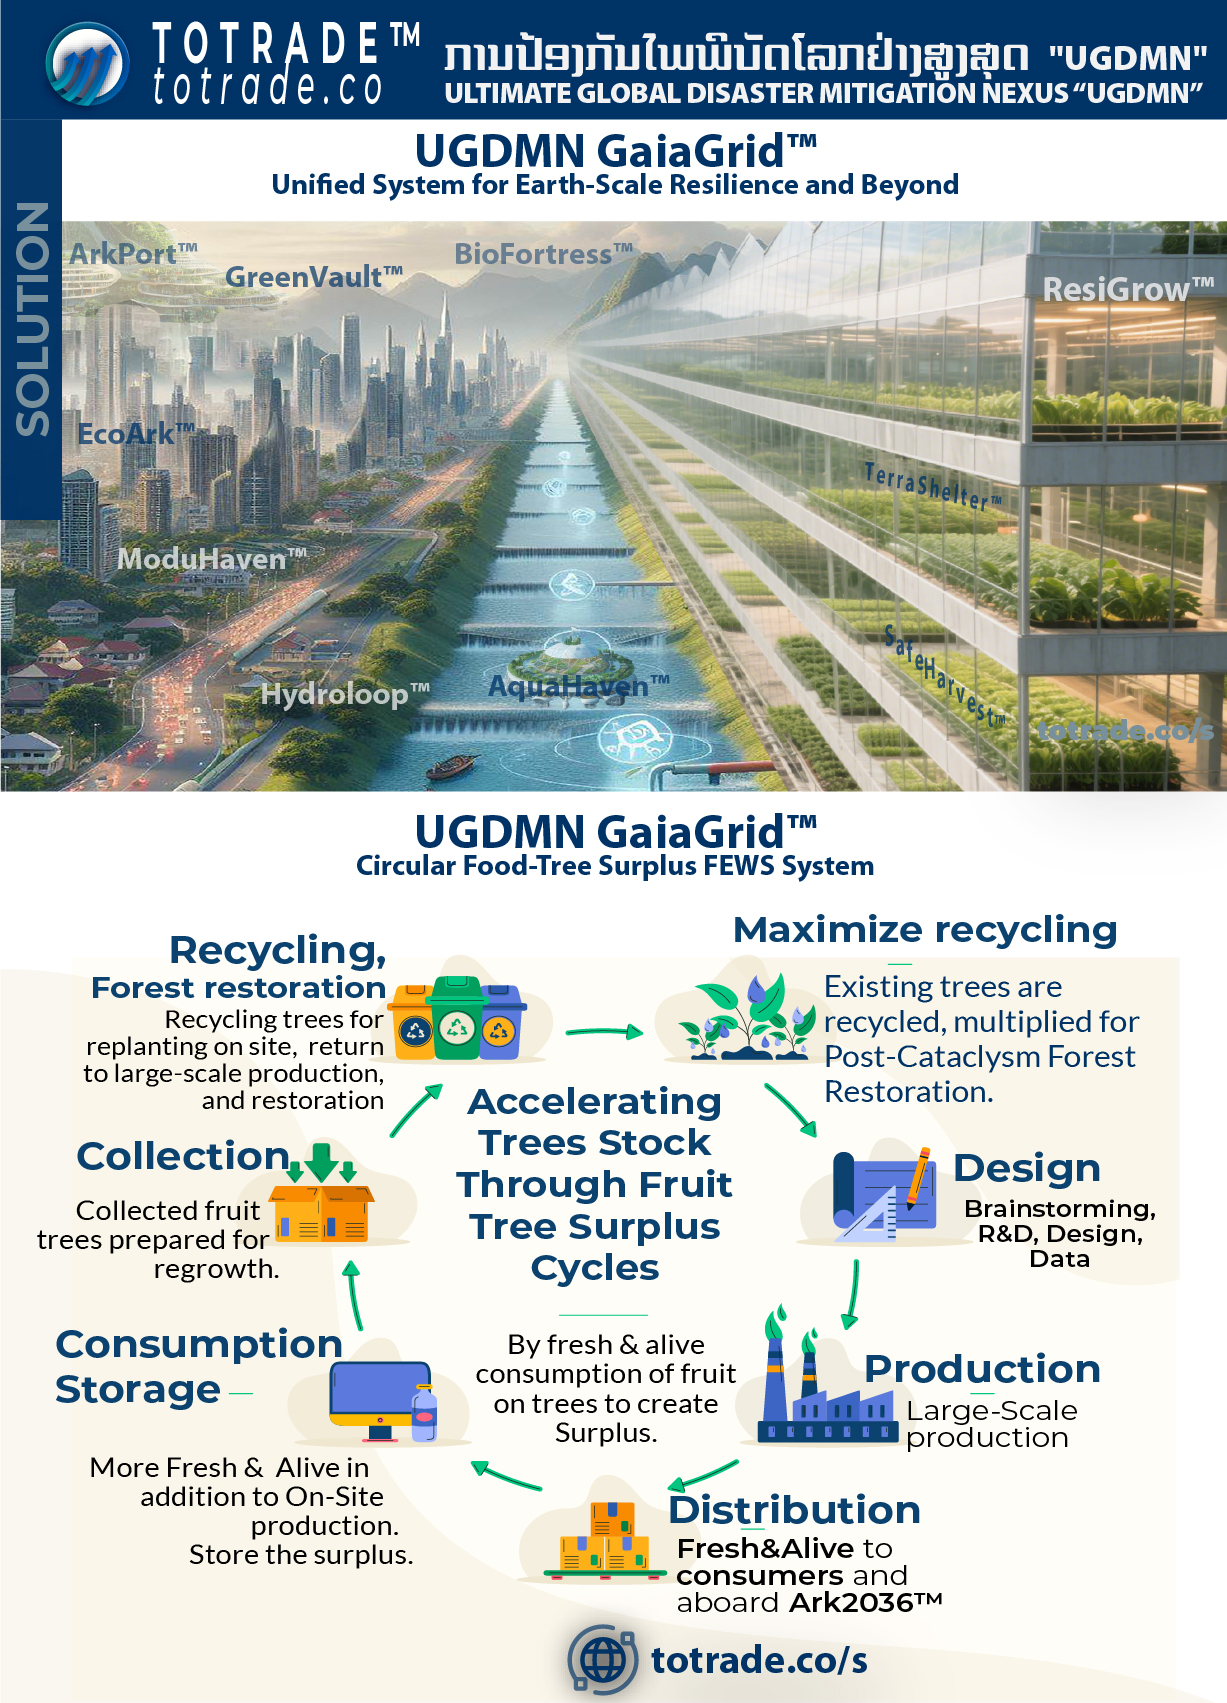 TOTRADE™
totrade.co
ການປ້ອງກັນໄພພິບັດໂລກຢ່າງສູງສຸດ "UGDMN"
ULTIMATE GLOBAL DISASTER MITIGATION NEXUS “UGDMN”
SOLUTION
UGDMN GaiaGrid™
Unified System for Earth-Scale Resilience and Beyond
ArkPort™
GreenVault™
BioFortress™
ResiGrow™
EcoArk™
TerraShelter™
ModuHaven™
SafeHarvest™
Hydroloop™
AquaHaven™
totrade.co/s
UGDMN GaiaGrid™
Circular Food-Tree Surplus FEWS System
Recycling,
Forest restoration
Recycling trees for
replanting on site, return
to large-scale production,
and restoration
Maximize recycling
Existing trees are
recycled, multiplied for
Post-Cataclysm Forest
Restoration.
Accelerating
Trees Stock
Through Fruit
Tree Surplus
Cycles
By fresh & alive
consumption of fruit
on trees to create
Surplus.
Collection
Collected fruit
trees prepared for
regrowth.
Design
Brainstorming,
R&D, Design,
Data
Consumption
Storage
More Fresh & Alive in
addition to On-Site
production.
Store the surplus.
Production
Large-Scale
production
Distribution
Fresh&Alive to
consumers and
aboard Ark2036™
totrade.co/s